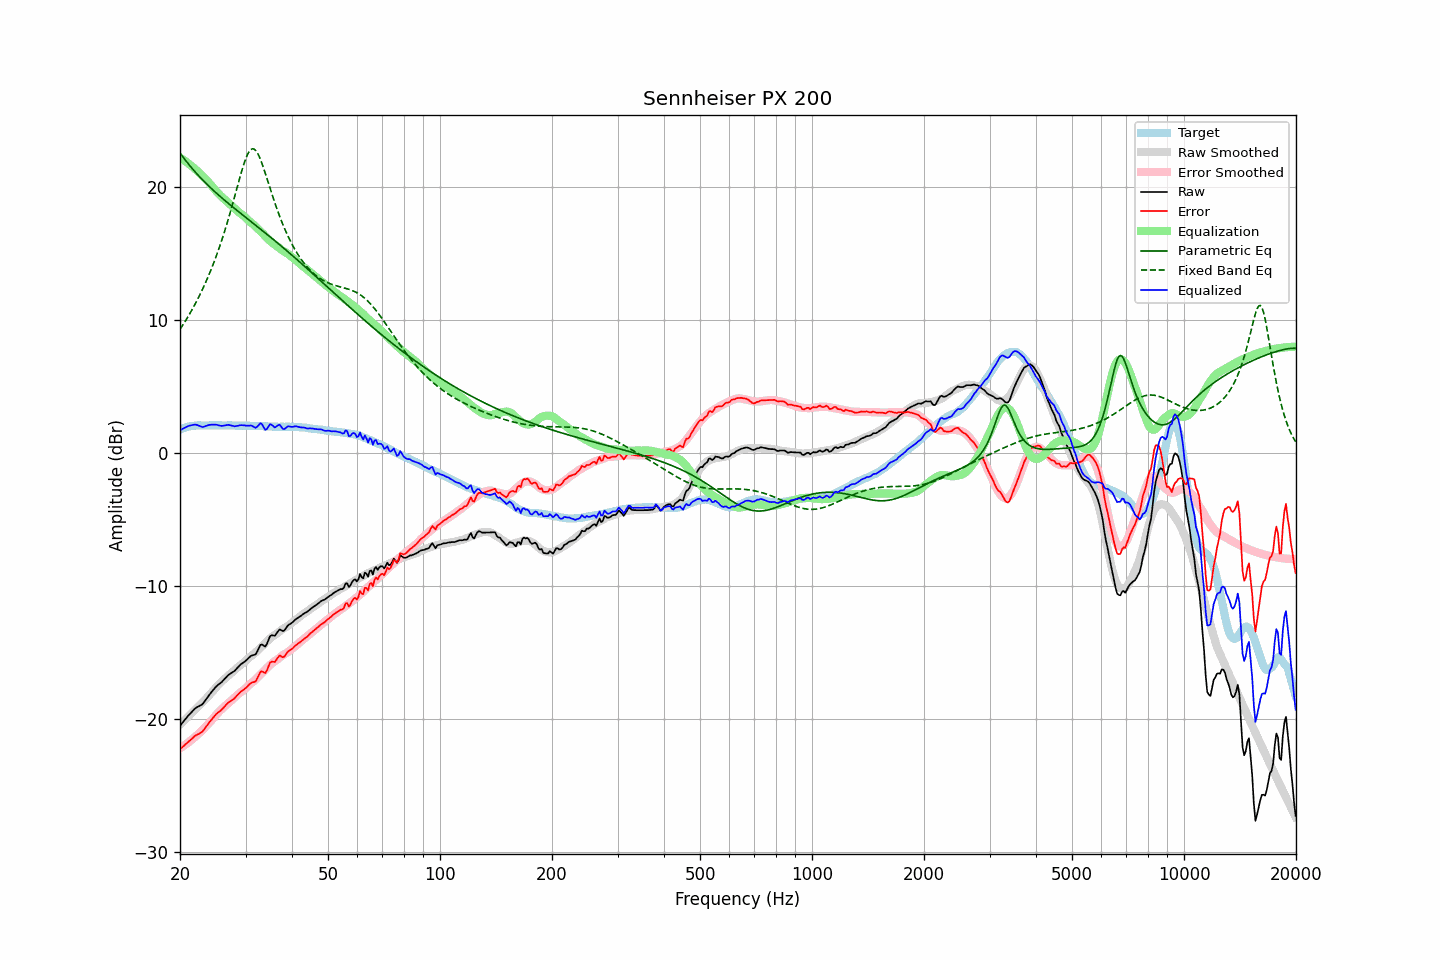 Sennheiser PX 200
Target
Raw Smoothed
Error Smoothed
Raw
Error
Equalization
Parametric Eq
Fixed Band Eq
Equalized
Amplitude (dBr)
20
10
0
−10
−20
−30
20 50 100 200 500 1000 2000 5000 10000 20000
Frequency (Hz)